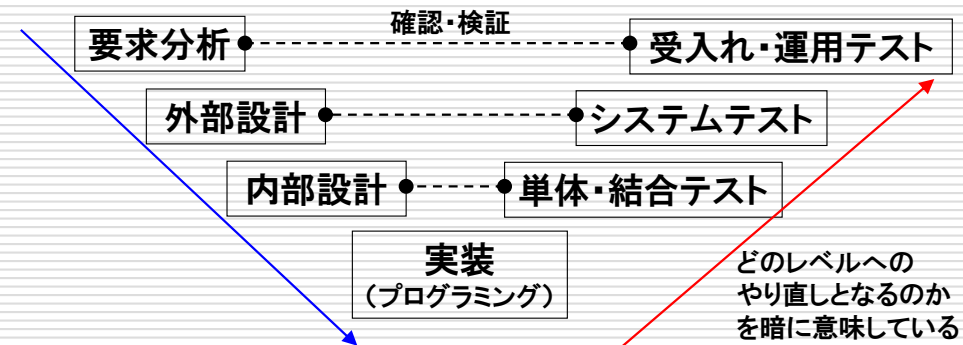 確認・検証
要求分析
受入れ・運用テスト
外部設計
システムテスト
内部設計
単体・結合テスト
実装
（プログラミング）
どのレベルへの
やり直しとなるのか
を暗に意味している